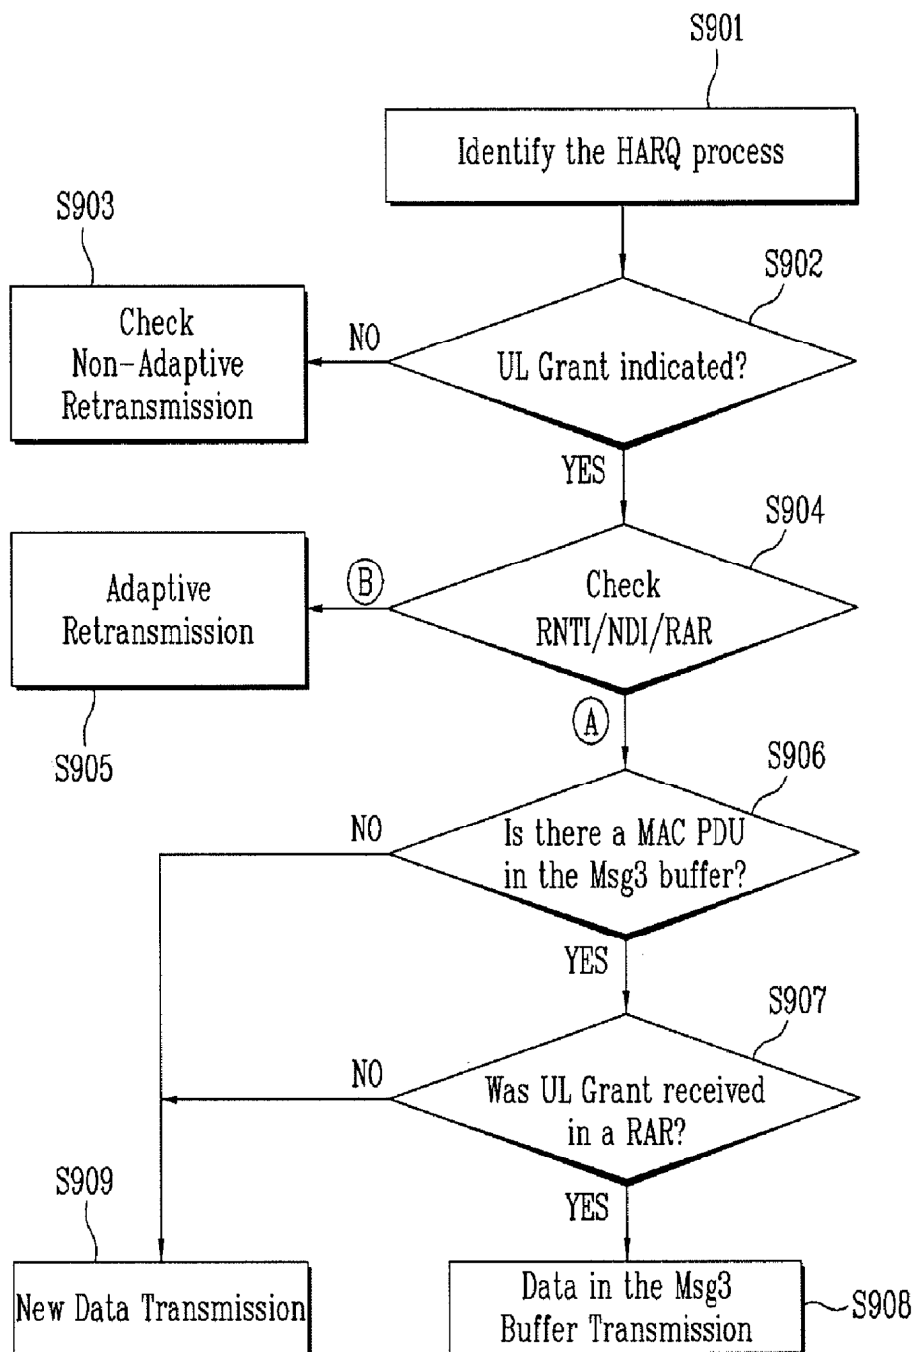 S901
Identify the HARQ process
S903
S902
Check
Non-Adaptive
Retransmission
NO
UL Grant indicated?
YES
S904
Adaptive
Retransmission
B
Check
RNTI/NDI/RAR
S905
A
S906
NO
Is there a MAC PDU
in the Msg3 buffer?
YES
S907
NO
Was UL Grant received
in a RAR?
S909
YES
New Data Transmission
Data in the Msg3
Buffer Transmission
S908